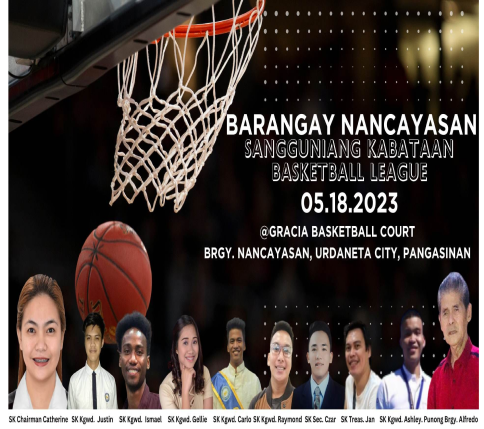 BARANGAY NANCAYASAN
SANGGUNIANG KABATAAN
BASKETBALL LEAGUE
05.18.2023
@GRACIA BASKETBALL COURT
BRGY. NANCAYASAN, URDANETA CITY, PANGASINAN
SK Chairman Catherine SK Kgwd. Justin SK Kgwd. Ismael SK Kgwd. Gellie SK Kgwd. Carlo SK Kgwd. Raymond SK Sec. Czar SK Treas. Jan SK Kgwd. Ashley. Punong Brgy. Alfredo